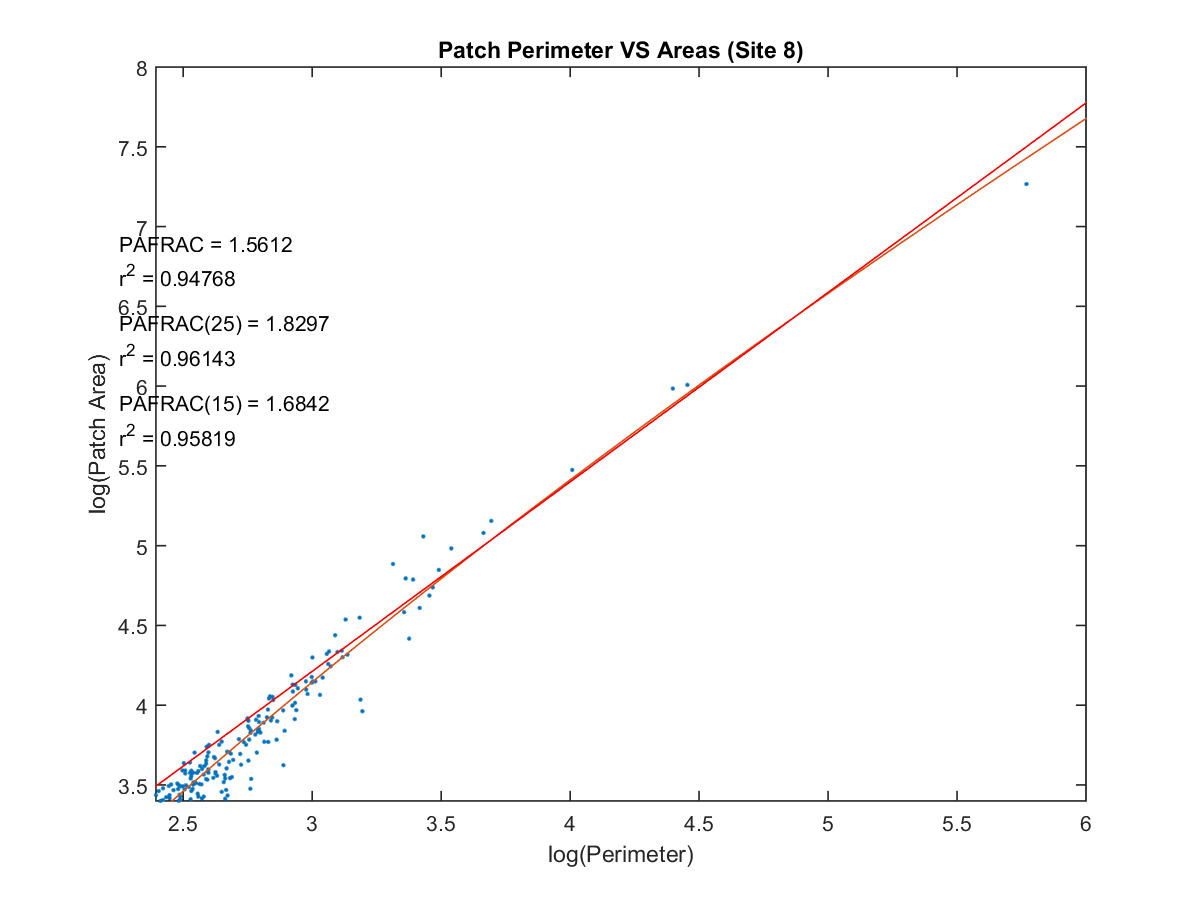 Patch Perimeter VS Areas (Site 8)
8
7.5
7
PAFRAC = 1.5612
r² = 0.94768
6.5
PAFRAC(25) = 1.8297
r² = 0.96143
6
PAFRAC(15) = 1.6842
r² = 0.95819
5.5
5
4.5
4
3.5
log(Patch Area)
2.5 3 3.5 4 4.5 5 5.5 6
log(Perimeter)